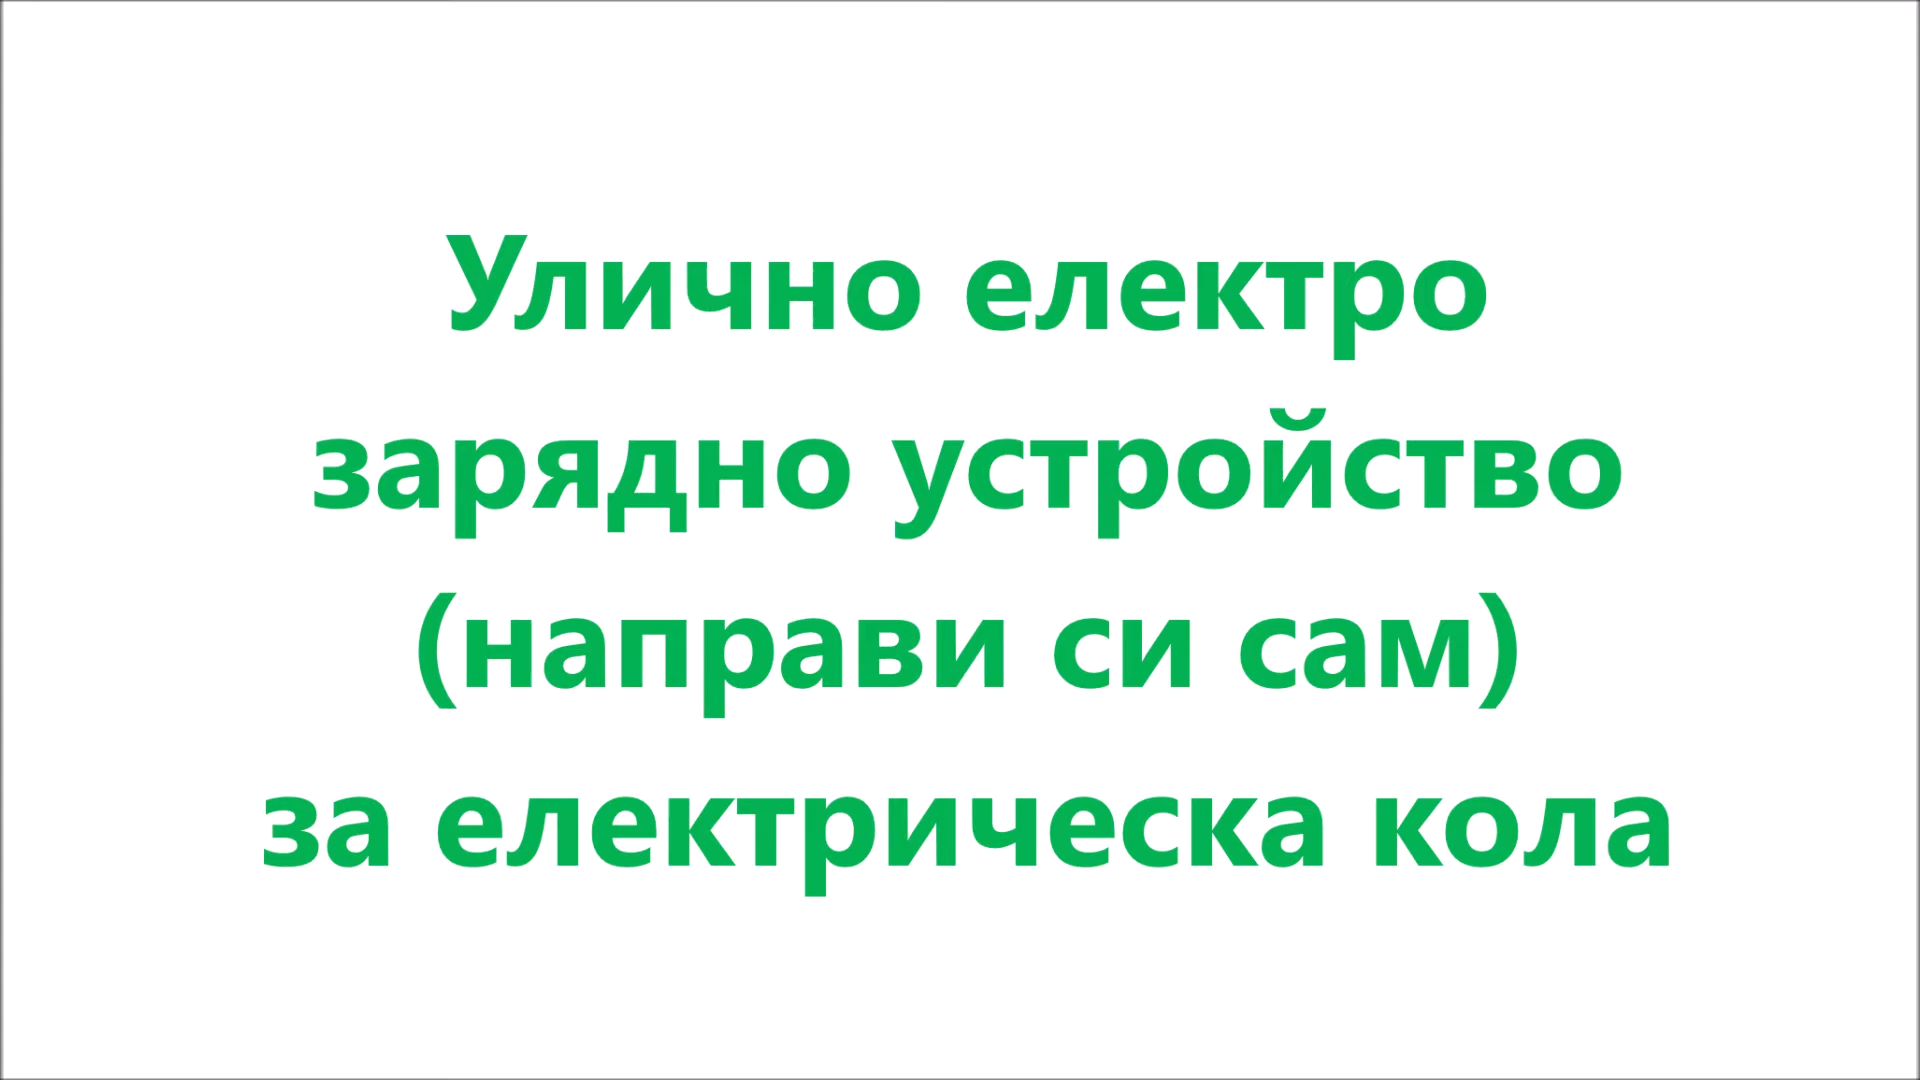 Улично електро
зарядно устройство
(направи си сам)
за електрическа кола